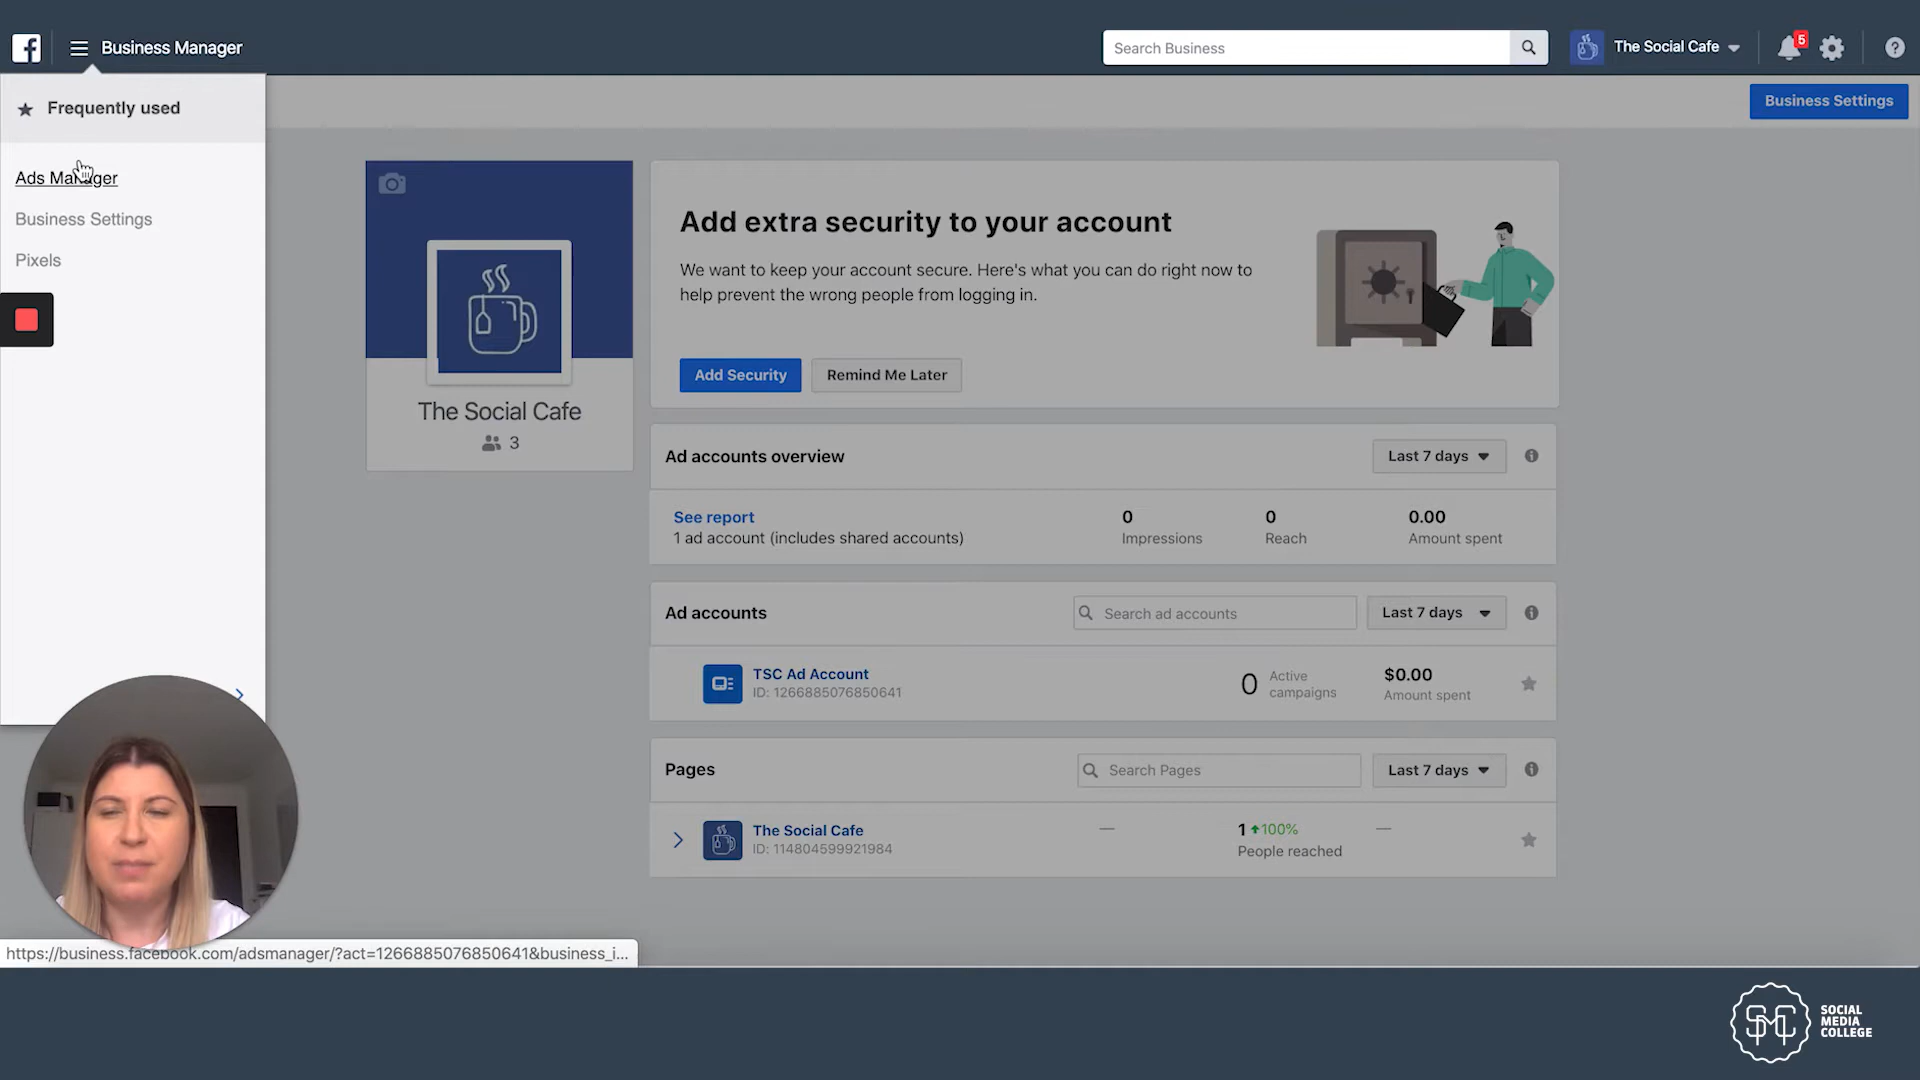 Business Manager
Search Business
The Social Cafe
5
?
Frequently used
Business Settings
Ads Manager
Business Settings
Pixels
Add extra security to your account
We want to keep your account secure. Here's what you can do right now to
help prevent the wrong people from logging in.
Add Security
Remind Me Later
The Social Cafe
3
Ad accounts overview
Last 7 days
See report
1 ad account (includes shared accounts)
0
Impressions
0
Reach
0.00
Amount spent
Ad accounts
Search ad accounts
Last 7 days
TSC Ad Account
ID: 1266885076850641
0
Active
campaigns
$0.00
Amount spent
Pages
Search Pages
Last 7 days
The Social Cafe
ID: 114804599921984
—
1 100%
People reached
—
https://business.facebook.com/adsmanager/?act=1266885076850641&business_i...
SMC
SOCIAL
MEDIA
COLLEGE